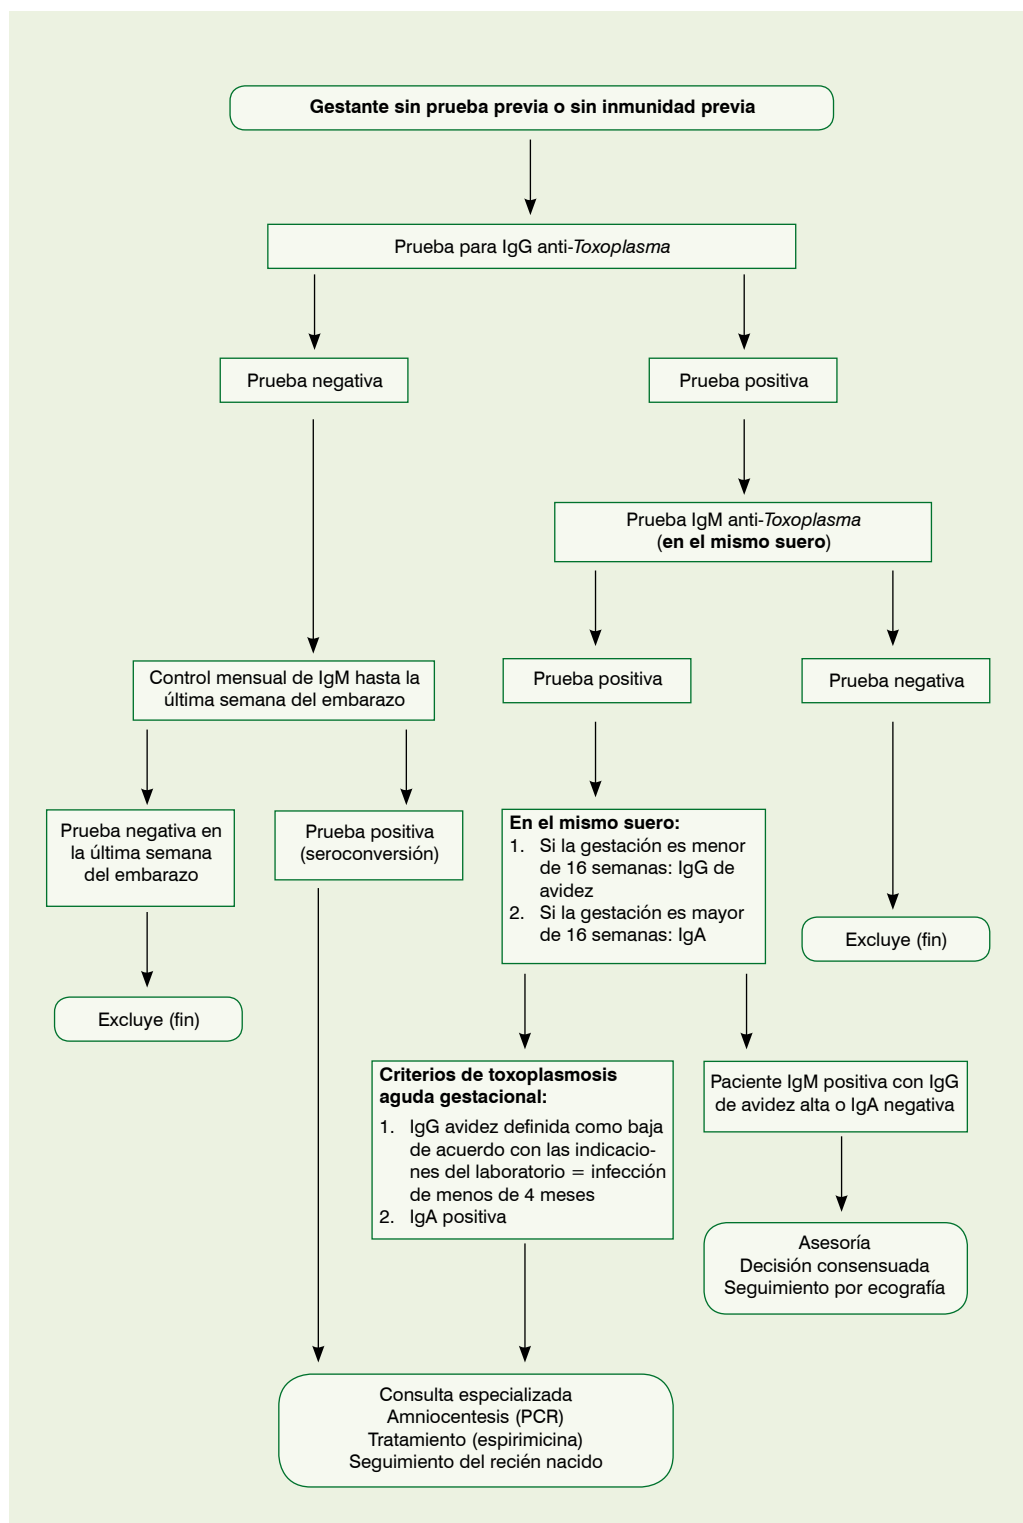 Gestante sin prueba previa o sin inmunidad previa
Prueba para IgG anti-Toxoplasma
Prueba negativa
Prueba positiva
Prueba IgM anti-Toxoplasma
(en el mismo suero)
Control mensual de IgM hasta la
última semana del embarazo
Prueba positiva
Prueba negativa
Prueba negativa en
la última semana
del embarazo
Prueba positiva
(seroconversión)
En el mismo suero:
1. Si la gestación es menor
de 16 semanas: IgG de
avidez
2. Si la gestación es mayor
de 16 semanas: IgA
Excluye (fin)
Excluye (fin)
Criterios de toxoplasmosis
aguda gestacional:
1. IgG avidez definida como baja
de acuerdo con las indicacio-
nes del laboratorio = infección
de menos de 4 meses
2. IgA positiva
Paciente IgM positiva con IgG
de avidez alta o IgA negativa
Asesoría
Decisión consensuada
Seguimiento por ecografía
Consulta especializada
Amniocentesis (PCR)
Tratamiento (espirimicina)
Seguimiento del recién nacido